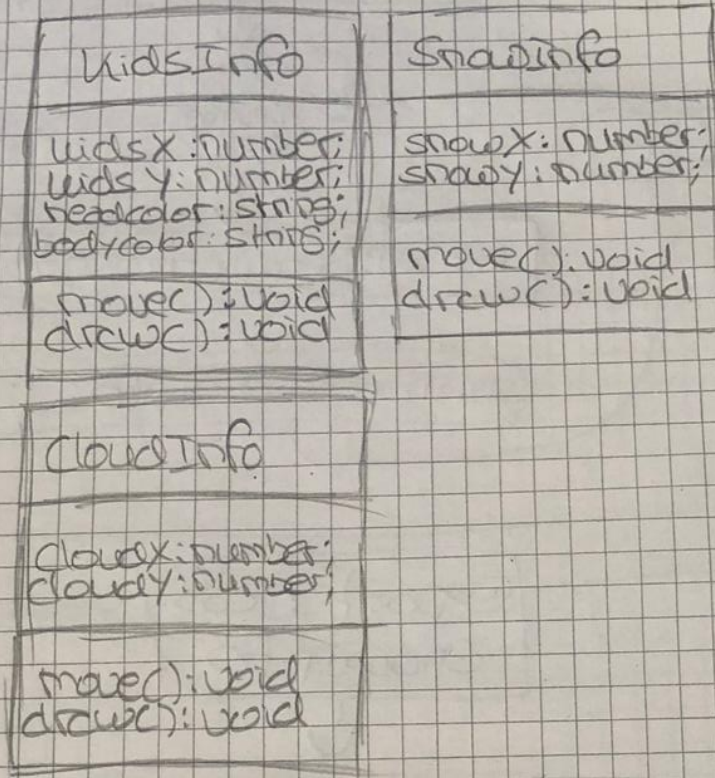 KidsInfo
kidsX:number;
kidsY:number;
headcolor:string;
bodycolor:string;
move():void
draw():void
SnowInfo
snowX:number;
snowY:number;
move():void
draw():void
CloudInfo
cloudX:number;
cloudY:number;
move():void
draw():void